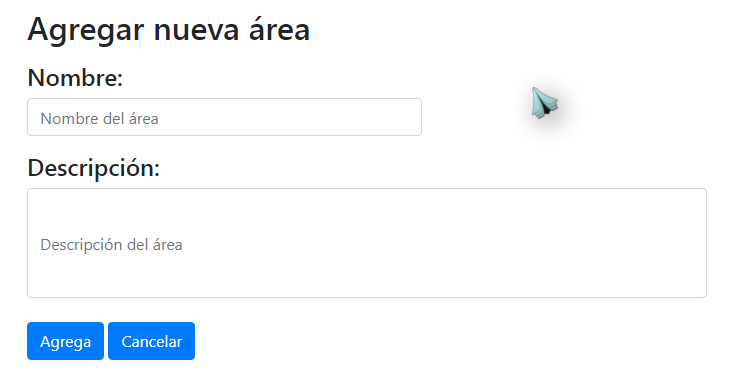 Agregar nueva área
Nombre:
Nombre del área
Descripción:
Descripción del área
Agrega Cancelar